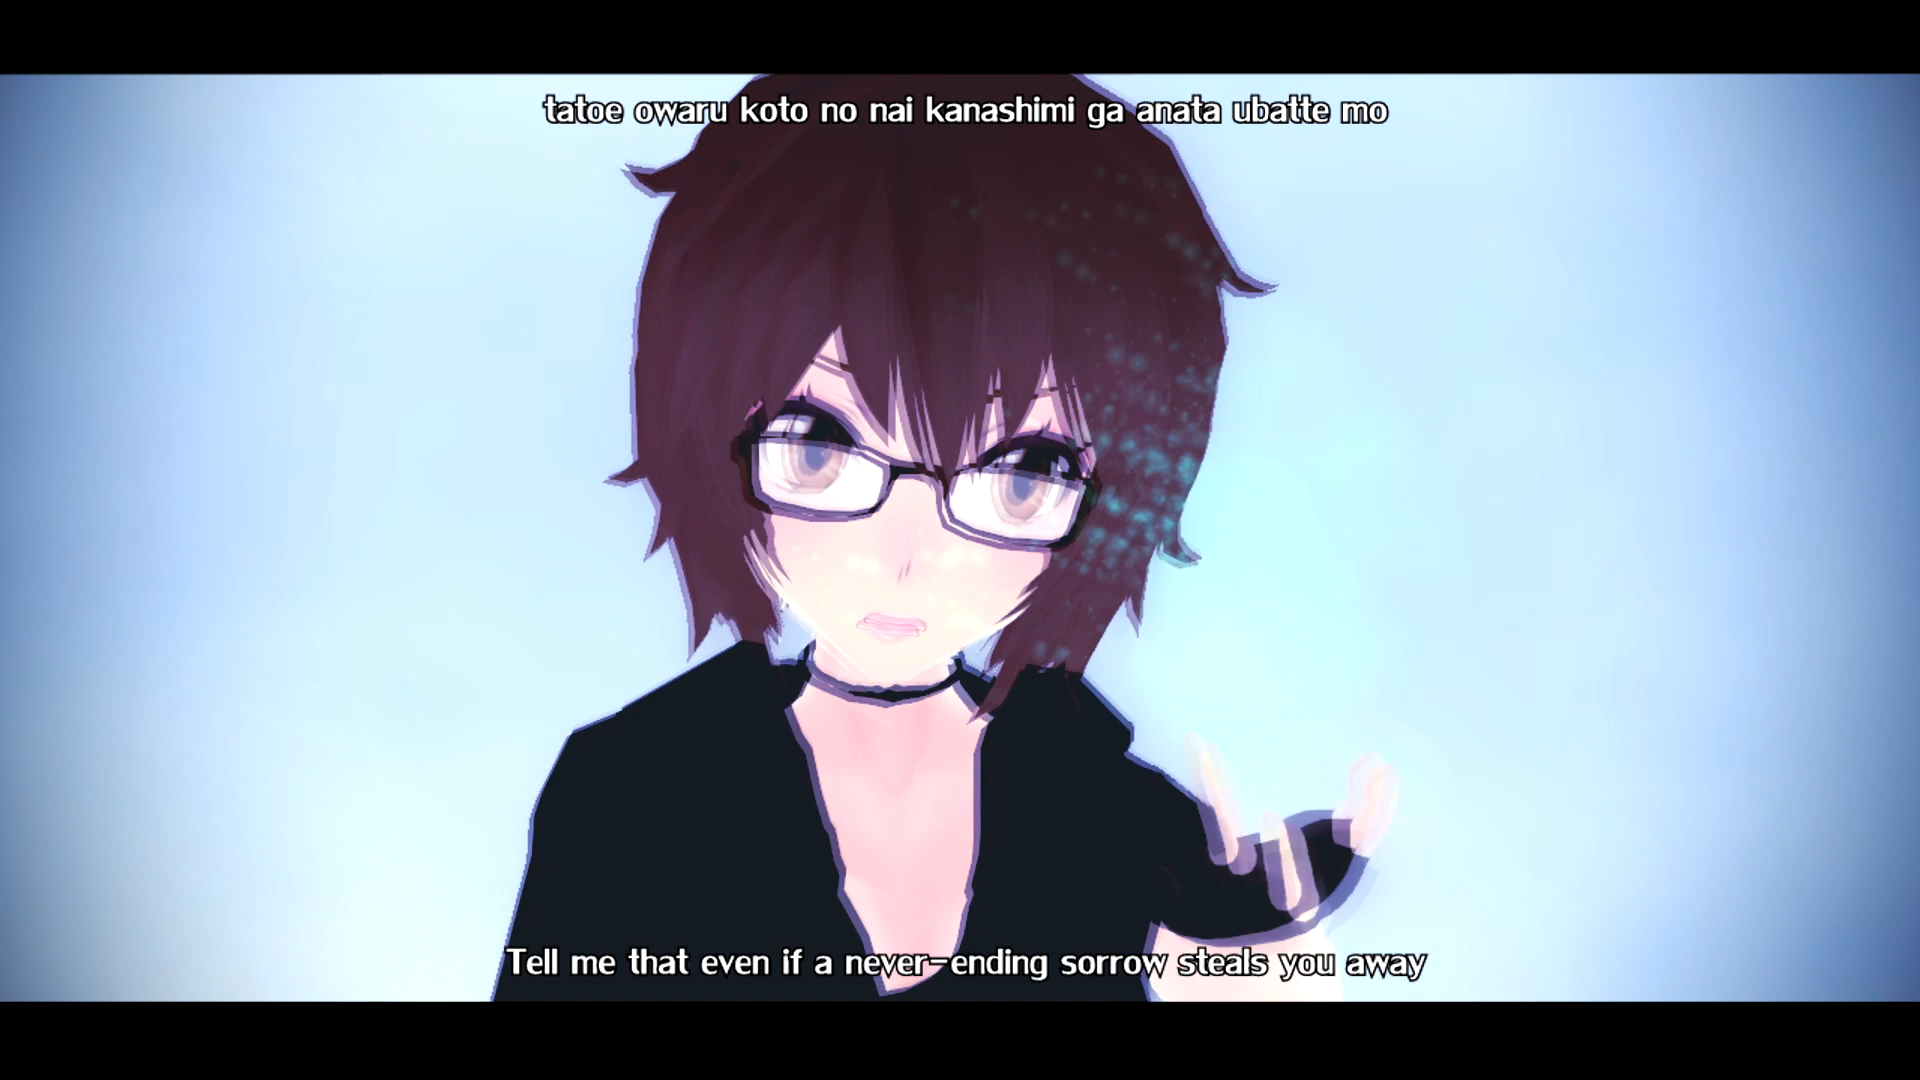 tatoe owaru koto no nai kanashimi ga anata ubatte mo
Tell me that even if a never-ending sorrow steals you away